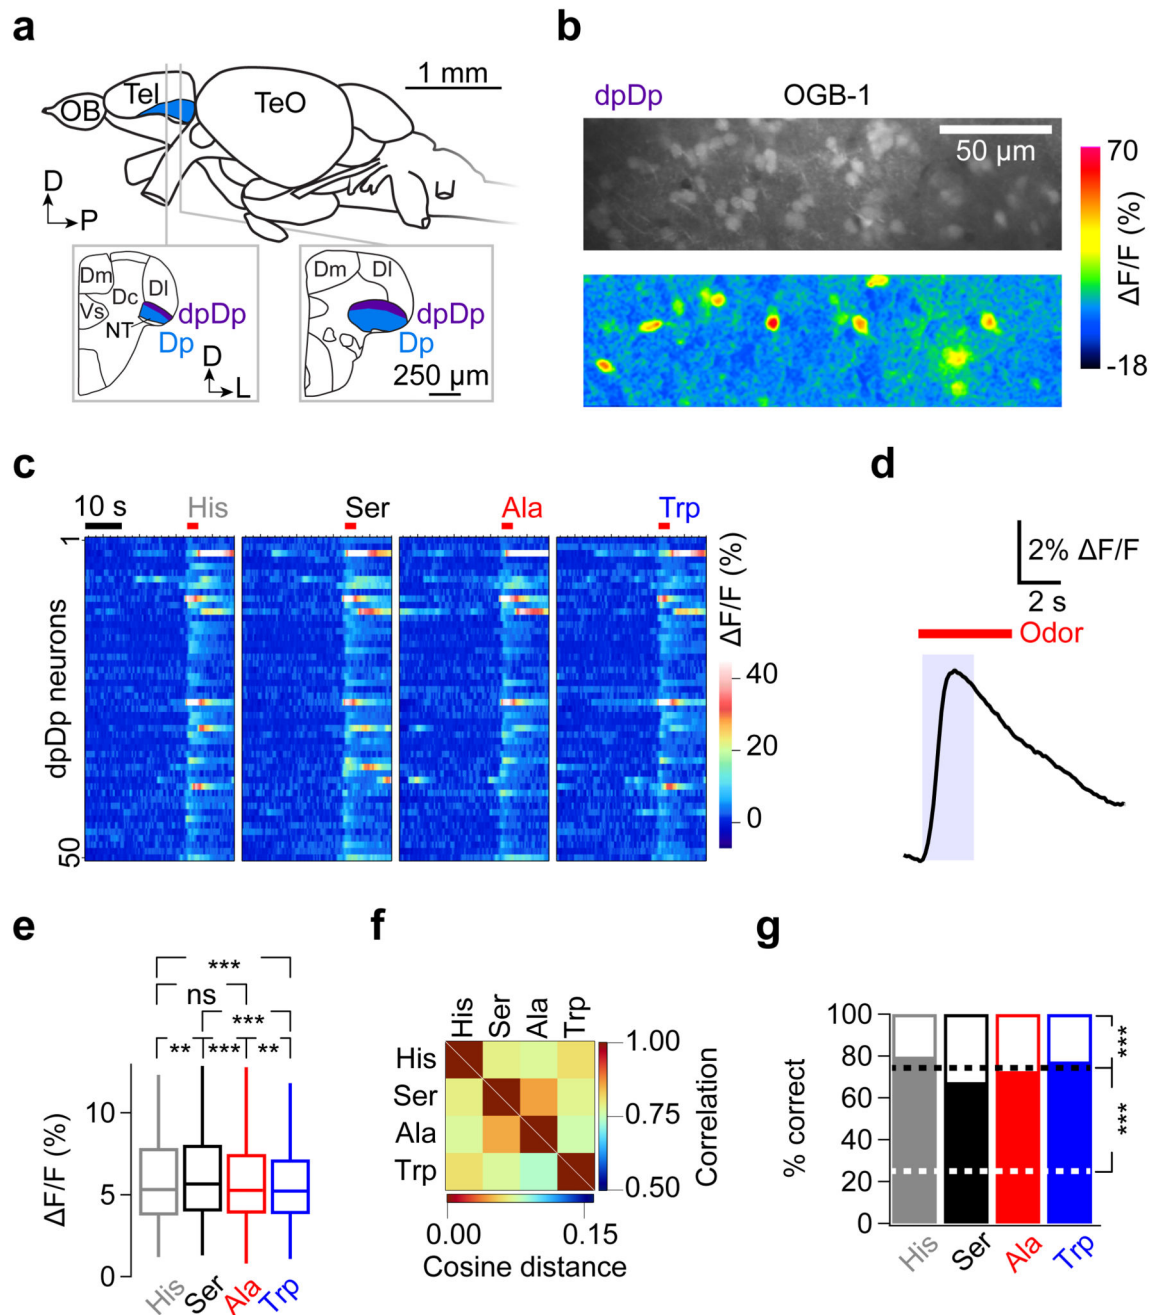 a
OB
Tel
TeO
1 mm
D
P
Dm
Dl
Dc
Vs
NT
dpDp
Dp
D
L
Dm
Dl
dpDp
Dp
250 µm
b
dpDp
OGB-1
50 µm
70
ΔF/F (%)
-18
c
10 s
His
Ser
Ala
Trp
1
dpDp neurons
50
ΔF/F (%)
40
20
0
d
2% ΔF/F
2 s
Odor
e
***
ns
***
** *** **
ΔF/F (%)
10
5
0
His Ser Ala Trp
f
His Ser Ala Trp
His
Ser
Ala
Trp
1.00
0.75
0.50
Correlation
0.00 0.15
Cosine distance
g
% correct
100
80
60
40
20
0
***
***
His Ser Ala Trp